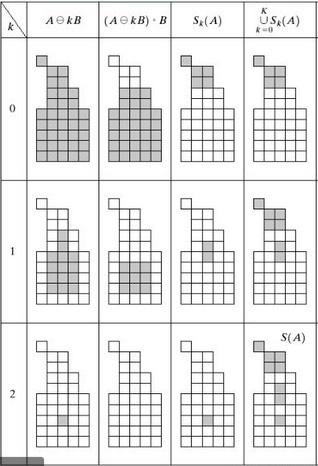 k A ⊖ kB (A ⊖ kB) ∘ B S_k(A) ⋃_{k=0}^{K} S_k(A)
0
1
S(A)
2